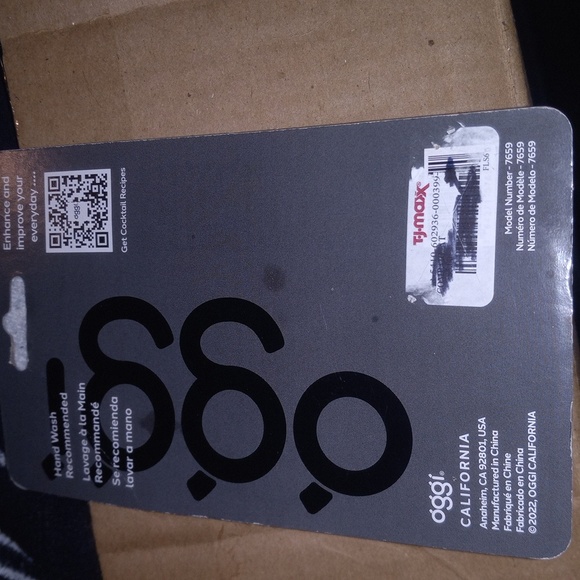 Enhance and
improve your
everyday ....
oggi
Get Cocktail Recipes
T·J·maxx
FLS6
Model Number - 7659
Numéro de Modèle - 7659
Número de Modelo - 7659
oggi
Hand Wash
Recommended
Lavage à la Main
Recommandé
Se recomienda
lavar a mano
oggi
CALIFORNIA
Anaheim, CA 92801, USA
Manufactured in China
Fabriqué en Chine
Fabricado en China
©2022, OGGI CALIFORNIA